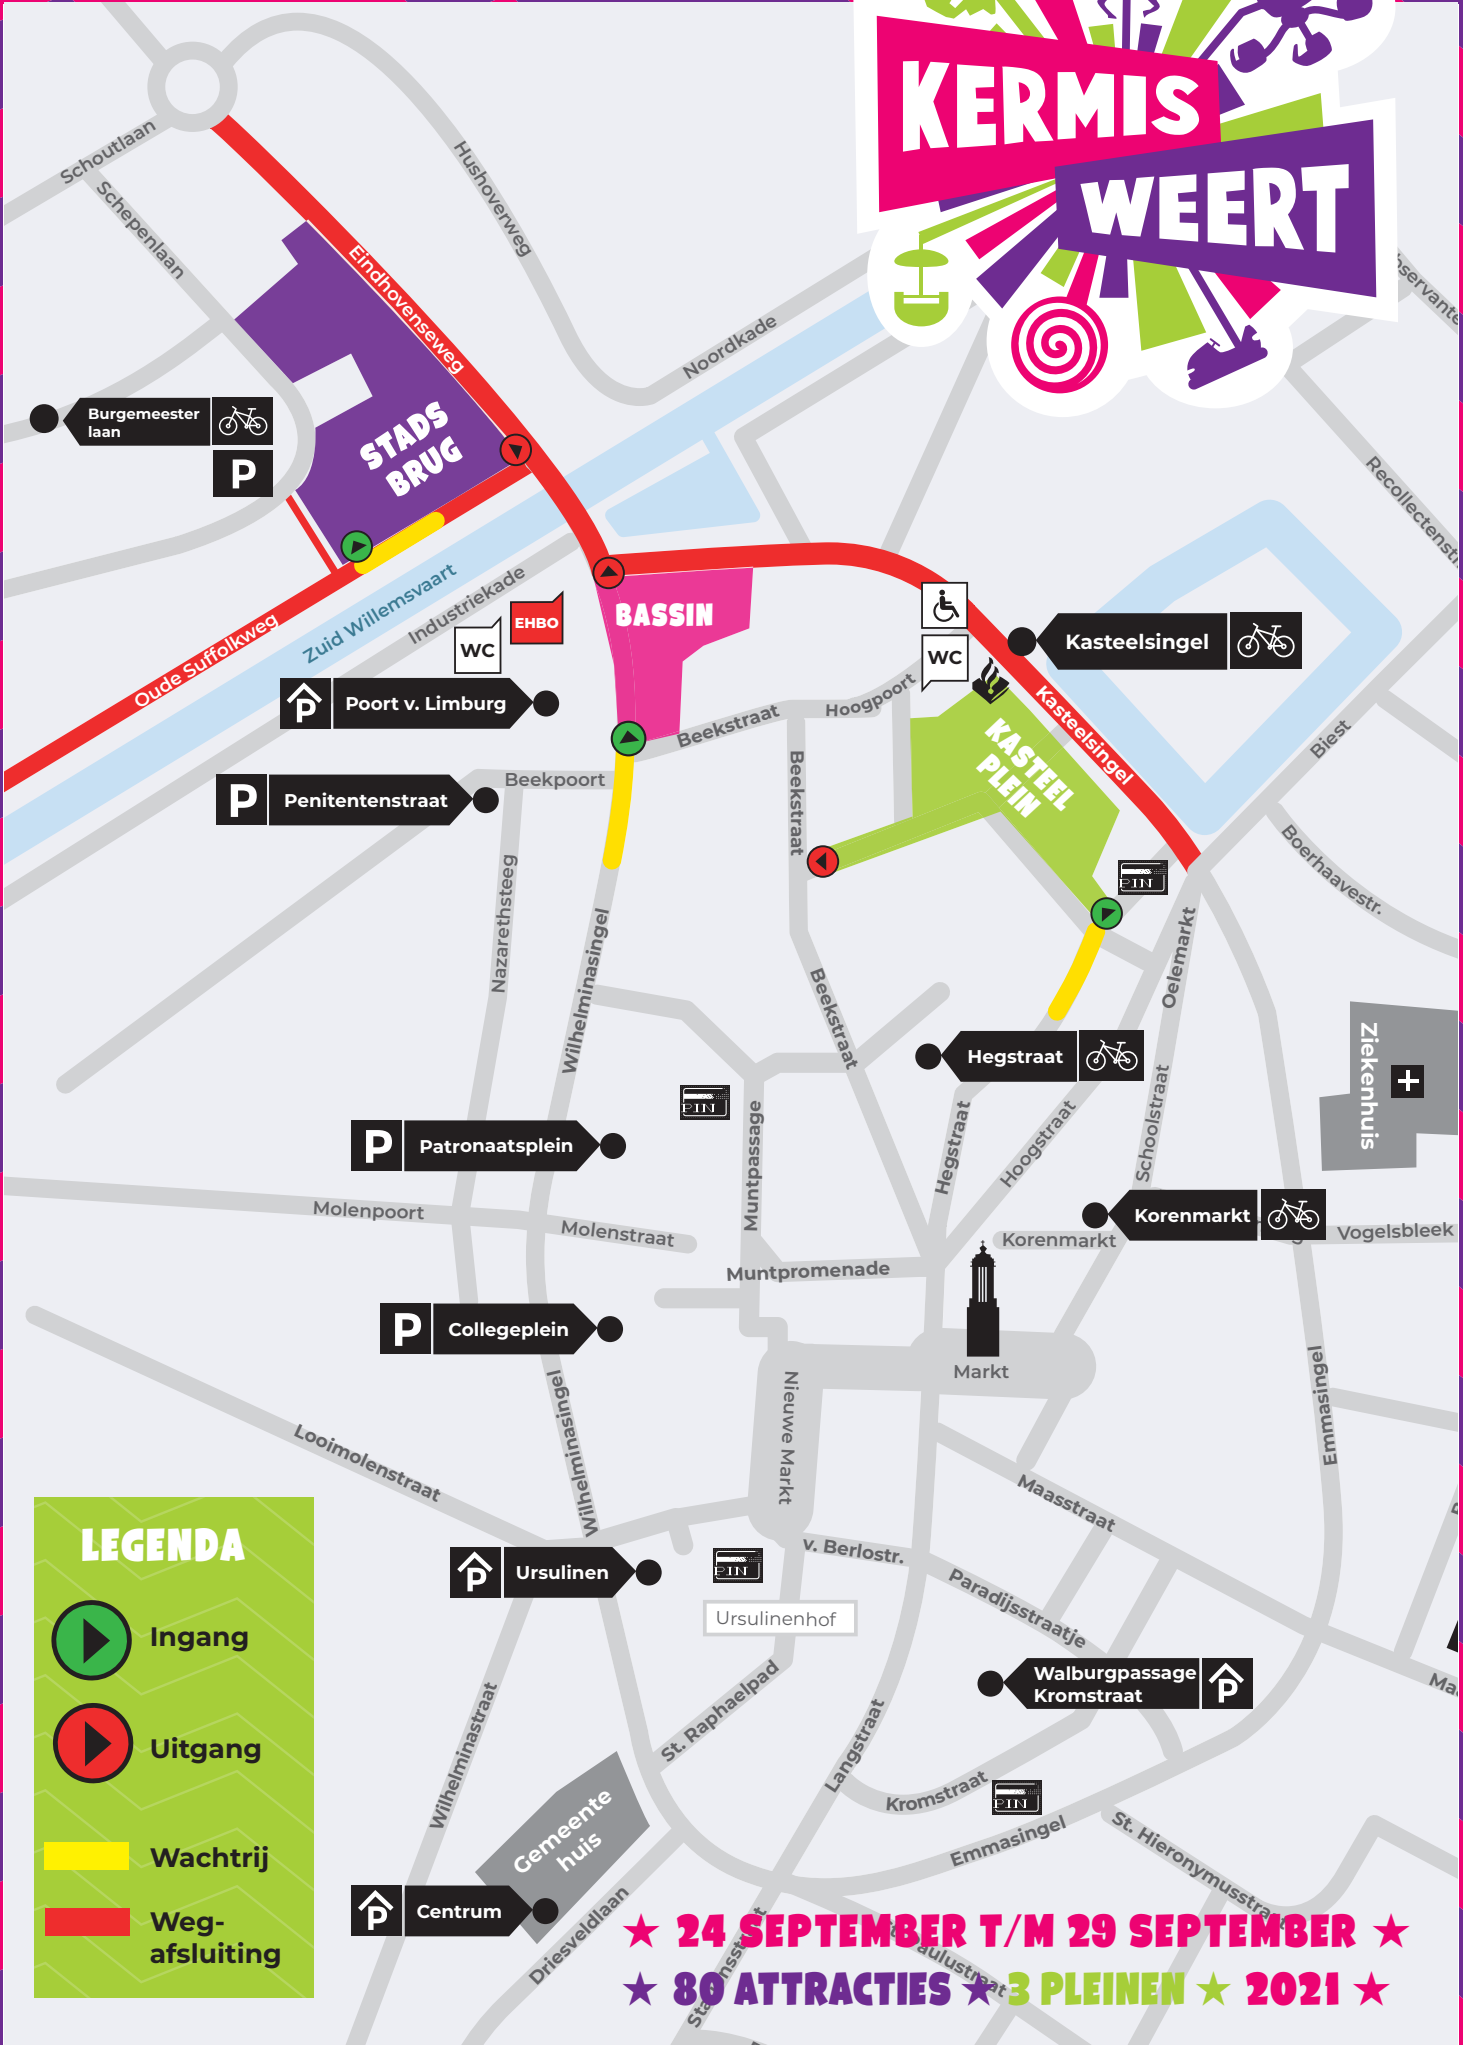 KERMIS
WEERT
Schoutlaan
Schepenlaan
Hushoverweg
Eindhovenseweg
Noordkade
Burgemeester
laan
P
STADS
BRUG
Recollectenst
Oude Suffolkweg
Zuid Willemsvaart
Industriekade
EHBO
WC
BASSIN
WC
Kasteelsingel
P
Poort v. Limburg
Beekstraat
Hoogpoort
KASTEEL
PLEIN
Kasteelsingel
Biest
P
Penitentenstraat
Beekpoort
Beekstraat
Boerhaavestr.
PIN
Nazarethsteeg
Wilhelminasingel
Beekstraat
Oelemarkt
Hegstraat
Ziekenhuis
PIN
Muntpassage
Hegstraat
Hoogstraat
Schoolstraat
P
Patronaatsplein
Molenpoort
Molenstraat
Korenmarkt
Korenmarkt
Vogelsbleek
Muntpromenade
P
Collegeplein
Markt
Nieuwe Markt
Wilhelminasingel
Emmasingel
Looimolenstraat
Maasstraat
LEGENDA
Ingang
Uitgang
Wachtrij
Weg-
afsluiting
P
Ursulinen
PIN
v. Berlostr.
Ursulinenhof
Paradijsstraatje
Walburgpassage
Kromstraat
P
St. Raphaelpad
Langstraat
Wilhelminastraat
Kromstraat
PIN
Emmasingel
St. Hieronymusstraat
Gemeente
huis
P
Centrum
Driesveldlaan
24 SEPTEMBER T/M 29 SEPTEMBER
80 ATTRACTIES 3 PLEINEN 2021